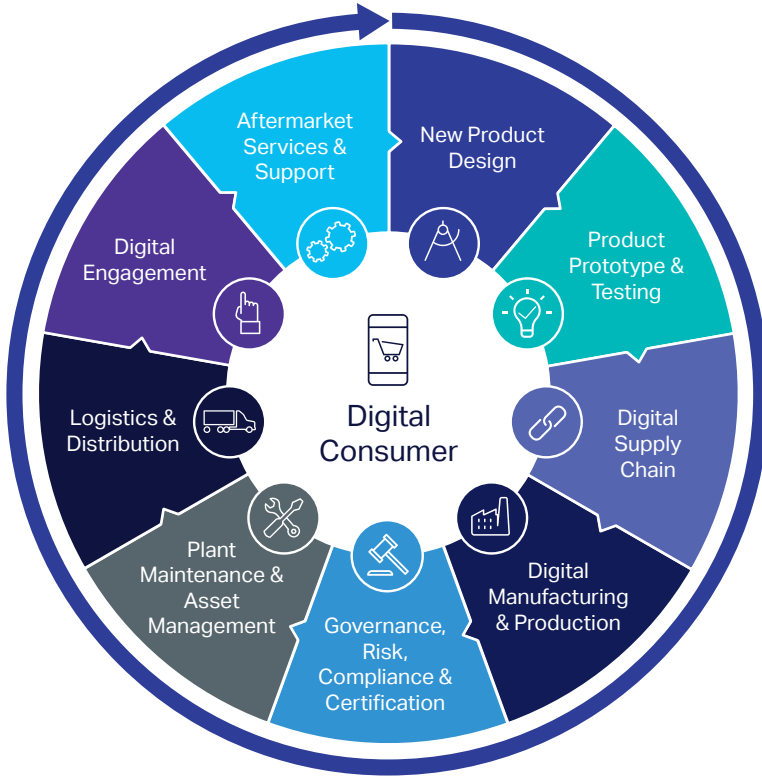 New Product
Design
Product
Prototype &
Testing
Digital
Supply
Chain
Digital
Manufacturing
& Production
Governance,
Risk,
Compliance &
Certification
Plant
Maintenance &
Asset
Management
Logistics &
Distribution
Digital
Engagement
Aftermarket
Services &
Support
Digital
Consumer